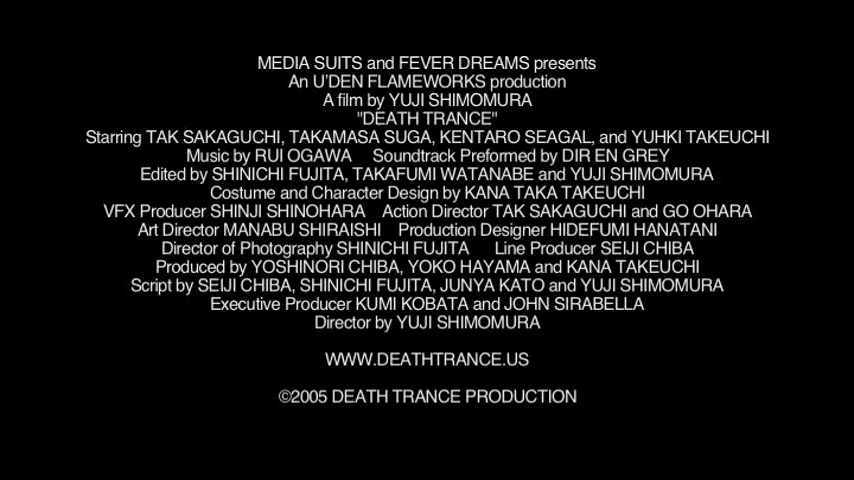 MEDIA SUITS and FEVER DREAMS presents
An U'DEN FLAMEWORKS production
A film by YUJI SHIMOMURA
"DEATH TRANCE"
Starring TAK SAKAGUCHI, TAKAMASA SUGA, KENTARO SEAGAL, and YUHKI TAKEUCHI
Music by RUI OGAWA Soundtrack Preformed by DIR EN GREY
Edited by SHINICHI FUJITA, TAKAFUMI WATANABE and YUJI SHIMOMURA
Costume and Character Design by KANA TAKA TAKEUCHI
VFX Producer SHINJI SHINOHARA Action Director TAK SAKAGUCHI and GO OHARA
Art Director MANABU SHIRAISHI Production Designer HIDEFUMI HANATANI
Director of Photography SHINICHI FUJITA Line Producer SEIJI CHIBA
Produced by YOSHINORI CHIBA, YOKO HAYAMA and KANA TAKEUCHI
Script by SEIJI CHIBA, SHINICHI FUJITA, JUNYA KATO and YUJI SHIMOMURA
Executive Producer KUMI KOBATA and JOHN SIRABELLA
Director by YUJI SHIMOMURA
WWW.DEATHTRANCE.US
©2005 DEATH TRANCE PRODUCTION